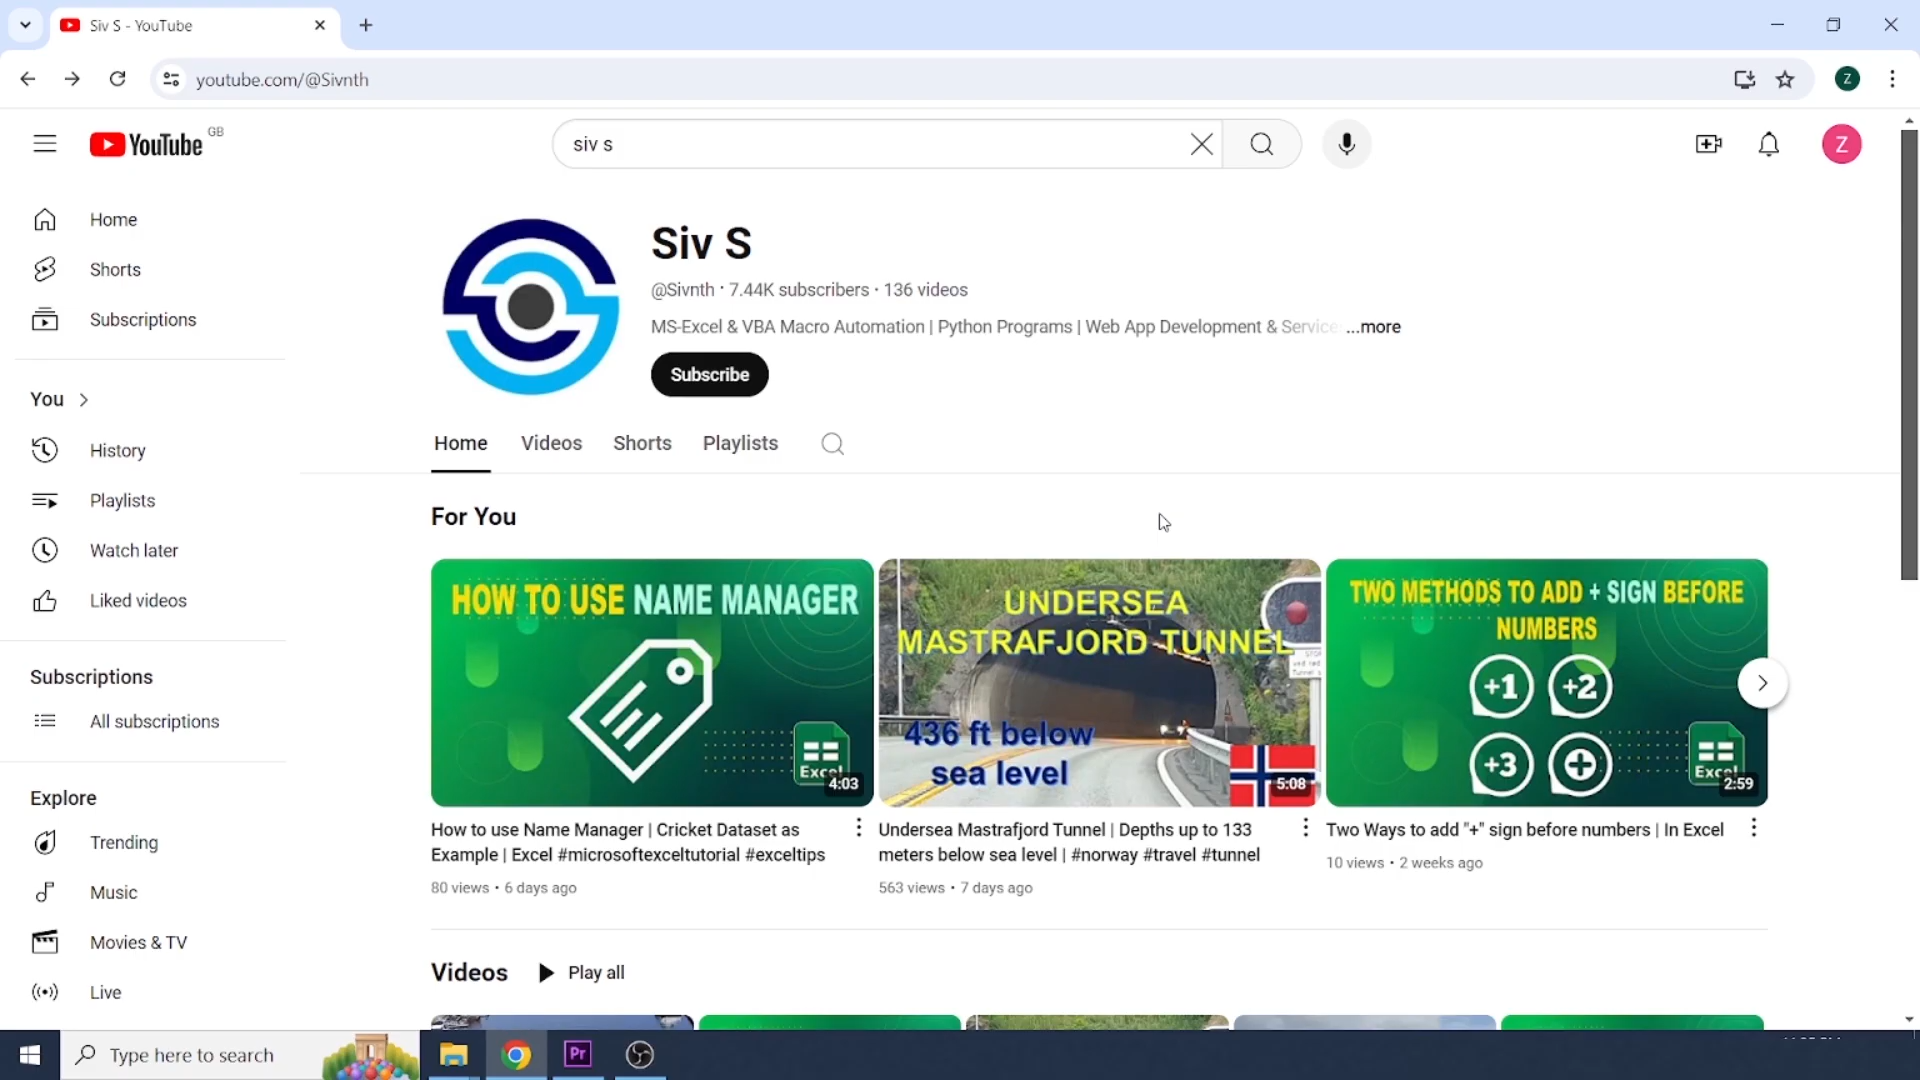 Siv S - YouTube
youtube.com/@Sivnth
Z
YouTube GB
siv s
Z
Home
Shorts
Subscriptions
You
History
Playlists
Watch later
Liked videos
Subscriptions
All subscriptions
Explore
Trending
Music
Movies & TV
Live
Siv S
@Sivnth • 7.44K subscribers • 136 videos
MS-Excel & VBA Macro Automation | Python Programs | Web App Development & Service ...more
Subscribe
Home Videos Shorts Playlists
For You
HOW TO USE NAME MANAGER
Excel
4:03
How to use Name Manager | Cricket Dataset as
Example | Excel #microsoftexceltutorial #exceltips
80 views • 6 days ago
UNDERSEA
MASTRAFJORD TUNNEL
436 ft below
sea level
5:08
Undersea Mastrafjord Tunnel | Depths up to 133
meters below sea level | #norway #travel #tunnel
563 views • 7 days ago
TWO METHODS TO ADD + SIGN BEFORE
NUMBERS
+1 +2
+3 +
Excel
2:59
Two Ways to add "+" sign before numbers | In Excel
10 views • 2 weeks ago
Videos Play all
Type here to search
Pr